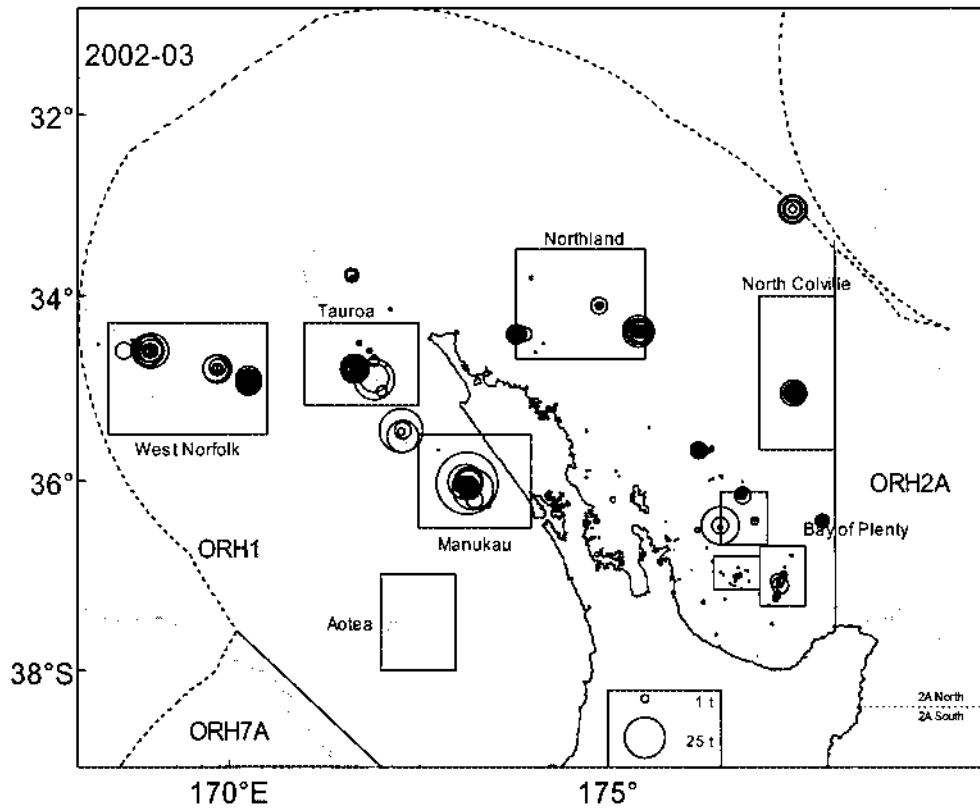 2002-03
32°
Northland
North Colville
34°
Tauroa
West Norfolk
36°
ORH2A
Bay of Plenty
Manukau
ORH1
Aotea
38°S
1 t
2A North
2A South
25 t
ORH7A
170°E
175°